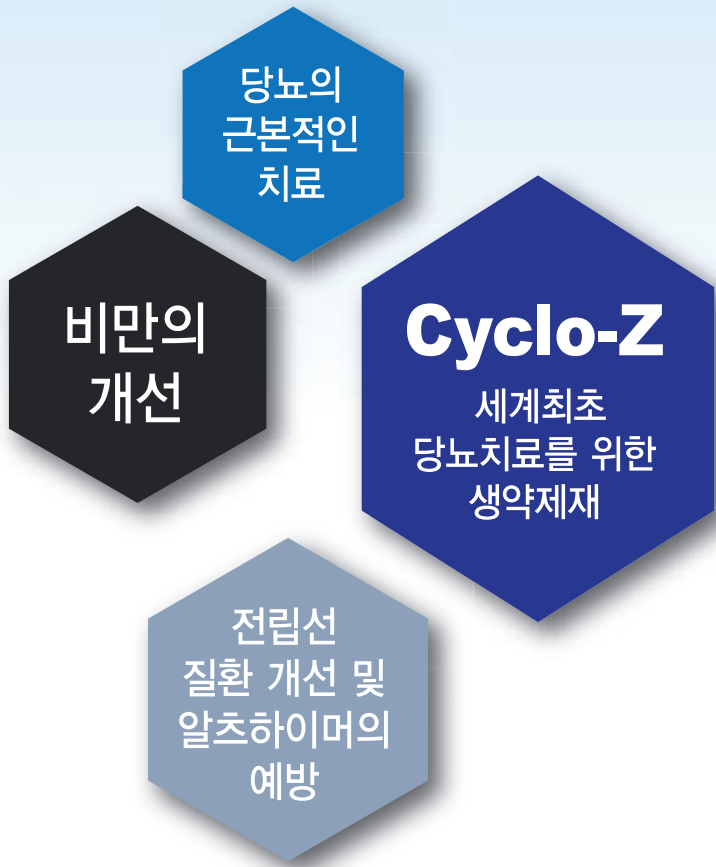 당뇨의
근본적인
치료
비만의
개선
Cyclo-Z
세계최초
당뇨치료를 위한
생약제재
전립선
질환 개선 및
알츠하이머의
예방